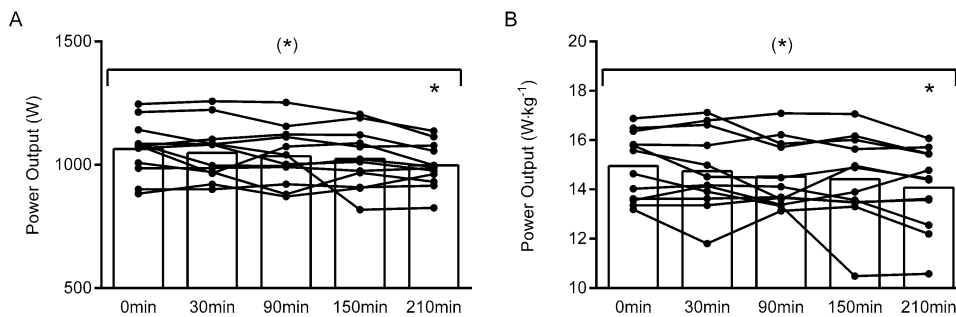 A
(*)
*
Power Output (W)
1500
1000
500
0min 30min 90min 150min 210min
B
(*)
*
Power Output (W·kg⁻¹)
20
18
16
14
12
10
0min 30min 90min 150min 210min